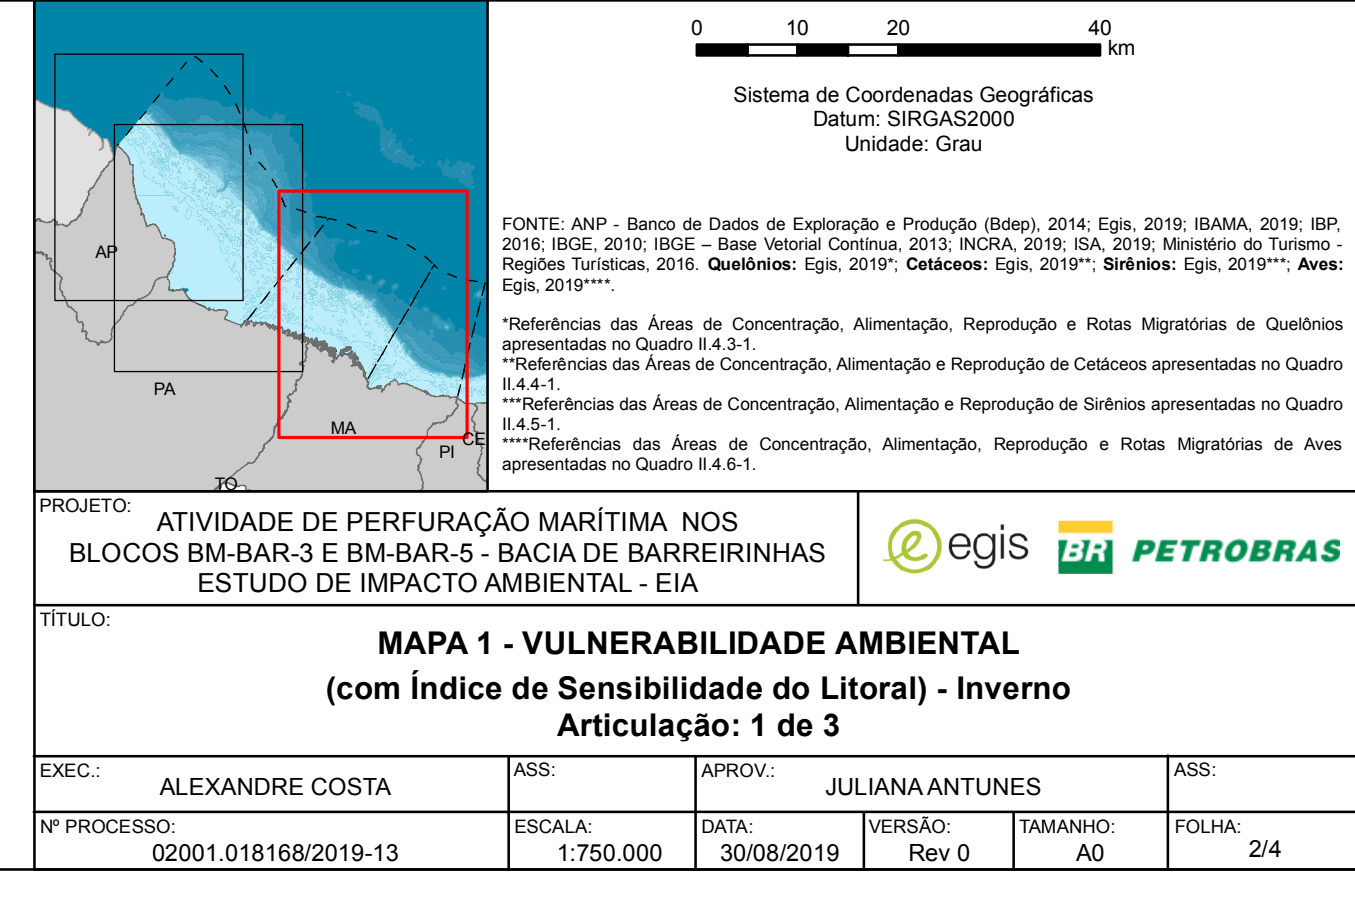 0 10 20 40
km
Sistema de Coordenadas Geográficas
Datum: SIRGAS2000
Unidade: Grau
AP
PA
MA
PI
CE
TO
FONTE: ANP - Banco de Dados de Exploração e Produção (Bdep), 2014; Egis, 2019; IBAMA, 2019; IBP,
2016; IBGE, 2010; IBGE – Base Vetorial Contínua, 2013; INCRA, 2019; ISA, 2019; Ministério do Turismo -
Regiões Turísticas, 2016. Quelônios: Egis, 2019*; Cetáceos: Egis, 2019**; Sirênios: Egis, 2019***; Aves:
Egis, 2019****.
*Referências das Áreas de Concentração, Alimentação, Reprodução e Rotas Migratórias de Quelônios
apresentadas no Quadro II.4.3-1.
**Referências das Áreas de Concentração, Alimentação e Reprodução de Cetáceos apresentadas no Quadro
II.4.4-1.
***Referências das Áreas de Concentração, Alimentação e Reprodução de Sirênios apresentadas no Quadro
II.4.5-1.
****Referências das Áreas de Concentração, Alimentação, Reprodução e Rotas Migratórias de Aves
apresentadas no Quadro II.4.6-1.
PROJETO:
ATIVIDADE DE PERFURAÇÃO MARÍTIMA NOS
BLOCOS BM-BAR-3 E BM-BAR-5 - BACIA DE BARREIRINHAS
ESTUDO DE IMPACTO AMBIENTAL - EIA
e egis
BR PETROBRAS
TÍTULO:
MAPA 1 - VULNERABILIDADE AMBIENTAL
(com Índice de Sensibilidade do Litoral) - Inverno
Articulação: 1 de 3
EXEC.:
ALEXANDRE COSTA
ASS:
APROV.:
JULIANA ANTUNES
ASS:
Nº PROCESSO:
02001.018168/2019-13
ESCALA:
1:750.000
DATA:
30/08/2019
VERSÃO:
Rev 0
TAMANHO:
A0
FOLHA:
2/4